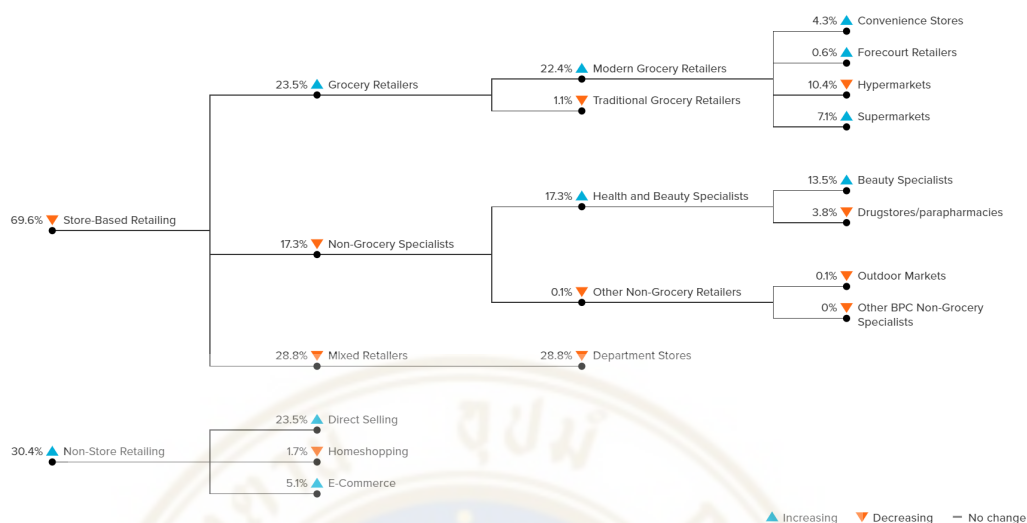 4.3% ▲ Convenience Stores
0.6% ▲ Forecourt Retailers
23.5% ▲ Grocery Retailers
22.4% ▲ Modern Grocery Retailers
10.4% ▼ Hypermarkets
1.1% ▼ Traditional Grocery Retailers
7.1% ▲ Supermarkets
13.5% ▲ Beauty Specialists
17.3% ▲ Health and Beauty Specialists
3.8% ▼ Drugstores/parapharmacies
69.6% ▼ Store-Based Retailing
17.3% ▼ Non-Grocery Specialists
0.1% ▼ Outdoor Markets
0.1% ▼ Other Non-Grocery Retailers
0% ▼ Other BPC Non-Grocery
Specialists
28.8% ▼ Mixed Retailers
28.8% ▼ Department Stores
23.5% ▲ Direct Selling
30.4% ▲ Non-Store Retailing
1.7% ▼ Homeshopping
5.1% ▲ E-Commerce
▲ Increasing ▼ Decreasing — No change